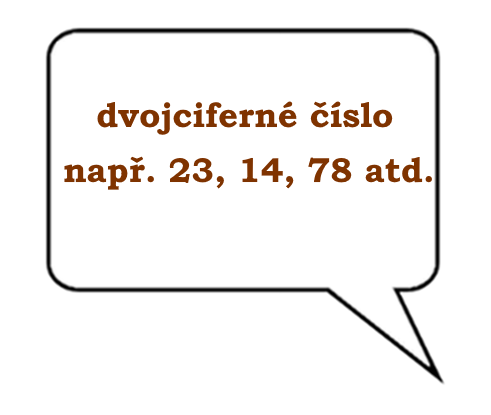 dvojciferné číslo
např. 23, 14, 78 atd.